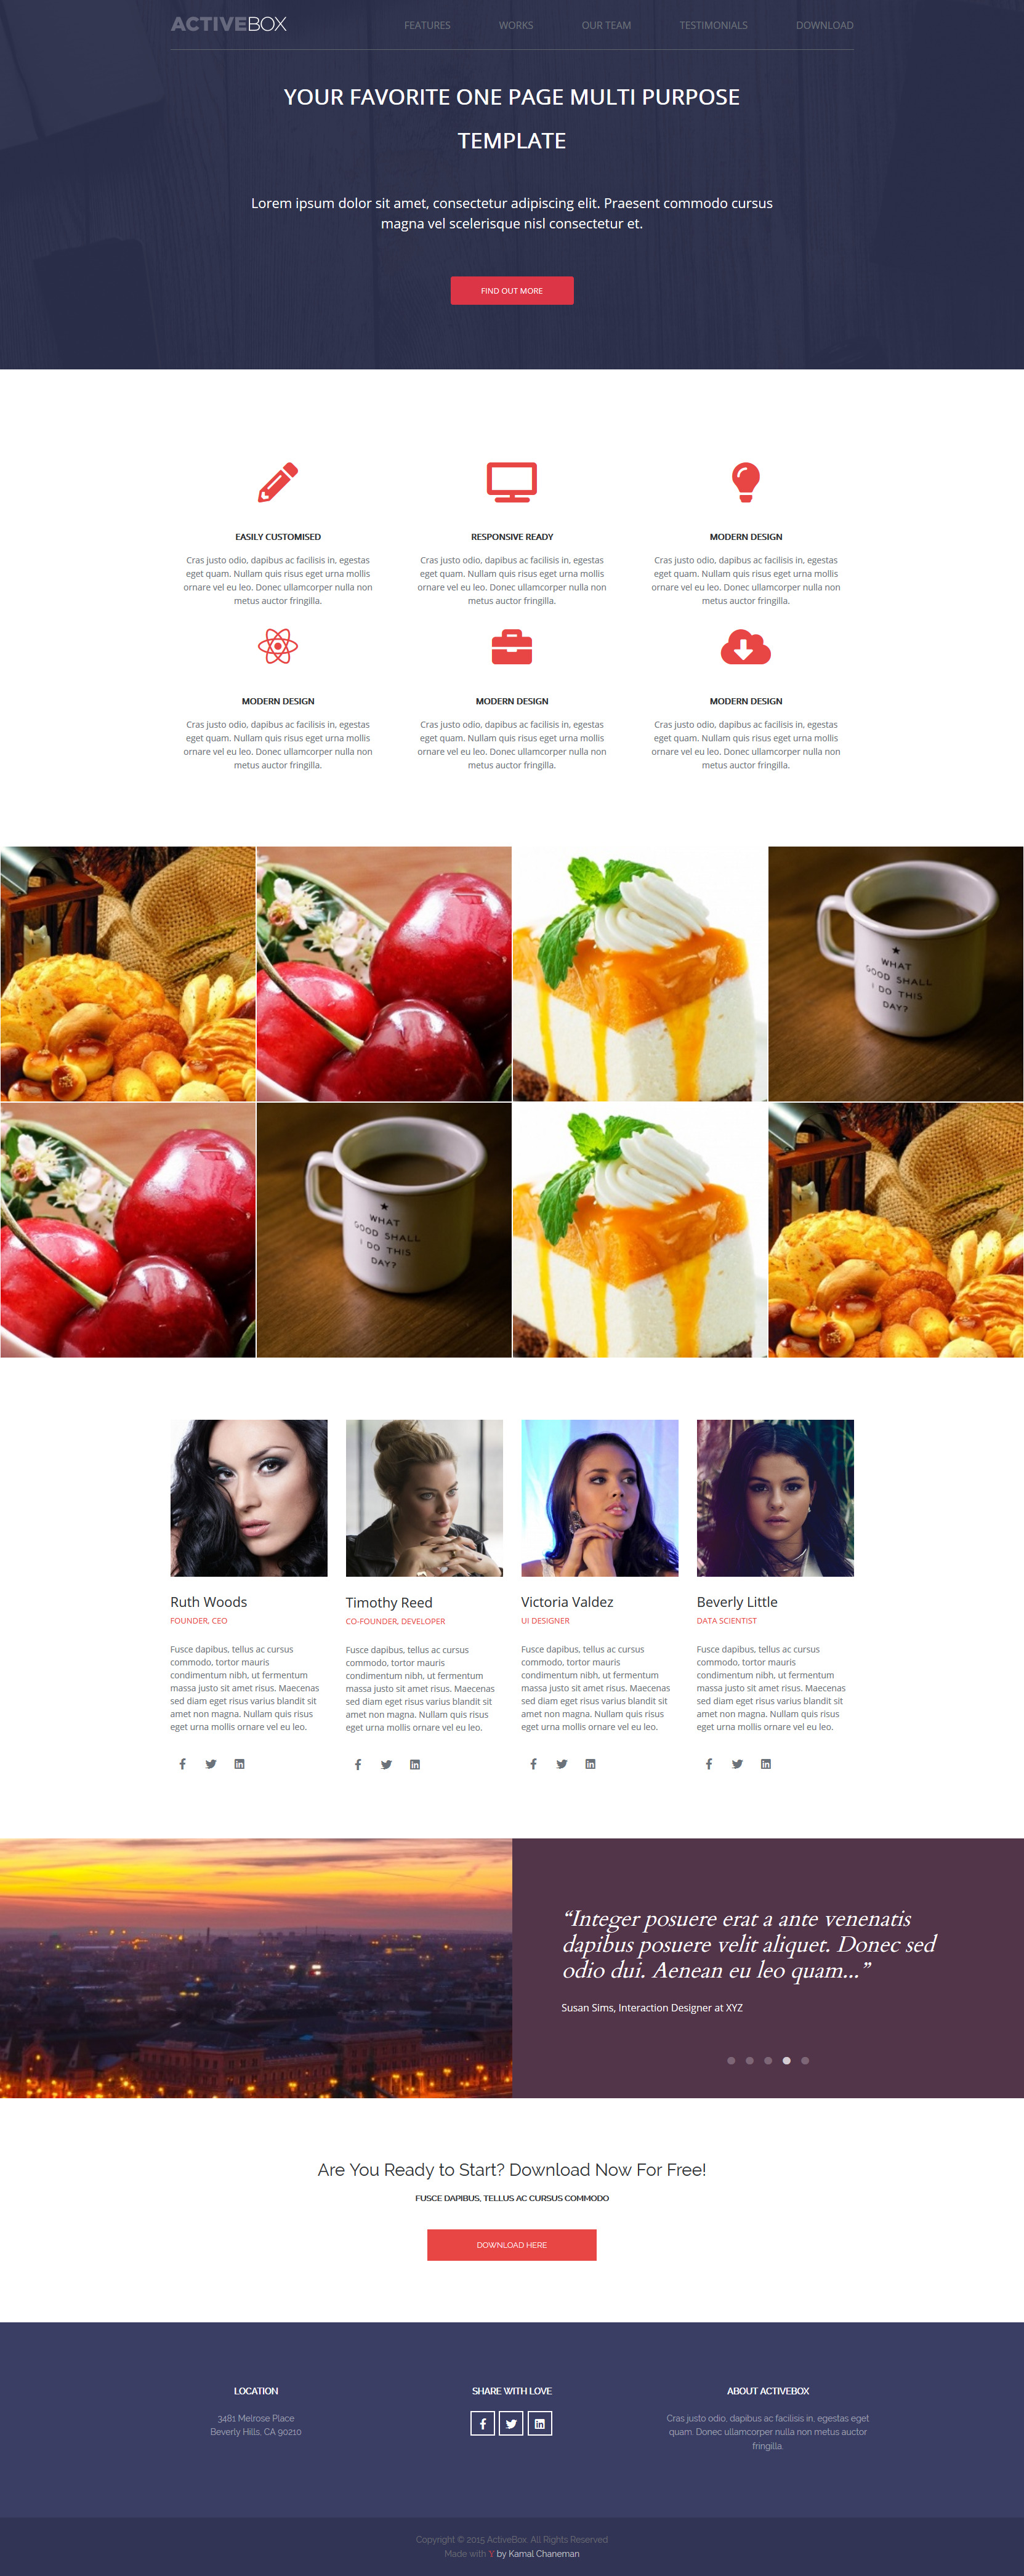 ACTIVEBOX
FEATURES
WORKS
OUR TEAM
TESTIMONIALS
DOWNLOAD
YOUR FAVORITE ONE PAGE MULTI PURPOSE
TEMPLATE
Lorem ipsum dolor sit amet, consectetur adipiscing elit. Praesent commodo cursus
magna vel scelerisque nisl consectetur et.
FIND OUT MORE
EASILY CUSTOMISED
Cras justo odio, dapibus ac facilisis in, egestas
eget quam. Nullam quis risus eget urna mollis
ornare vel eu leo. Donec ullamcorper nulla non
metus auctor fringilla.
RESPONSIVE READY
Cras justo odio, dapibus ac facilisis in, egestas
eget quam. Nullam quis risus eget urna mollis
ornare vel eu leo. Donec ullamcorper nulla non
metus auctor fringilla.
MODERN DESIGN
Cras justo odio, dapibus ac facilisis in, egestas
eget quam. Nullam quis risus eget urna mollis
ornare vel eu leo. Donec ullamcorper nulla non
metus auctor fringilla.
MODERN DESIGN
Cras justo odio, dapibus ac facilisis in, egestas
eget quam. Nullam quis risus eget urna mollis
ornare vel eu leo. Donec ullamcorper nulla non
metus auctor fringilla.
MODERN DESIGN
Cras justo odio, dapibus ac facilisis in, egestas
eget quam. Nullam quis risus eget urna mollis
ornare vel eu leo. Donec ullamcorper nulla non
metus auctor fringilla.
MODERN DESIGN
Cras justo odio, dapibus ac facilisis in, egestas
eget quam. Nullam quis risus eget urna mollis
ornare vel eu leo. Donec ullamcorper nulla non
metus auctor fringilla.
WHAT
GOOD SHALL
I DO THIS
DAY?
WHAT
GOOD SHALL
I DO THIS
DAY?
Ruth Woods
FOUNDER, CEO
Fusce dapibus, tellus ac cursus
commodo, tortor mauris
condimentum nibh, ut fermentum
massa justo sit amet risus. Maecenas
sed diam eget risus varius blandit sit
amet non magna. Nullam quis risus
eget urna mollis ornare vel eu leo.
Timothy Reed
CO-FOUNDER, DEVELOPER
Fusce dapibus, tellus ac cursus
commodo, tortor mauris
condimentum nibh, ut fermentum
massa justo sit amet risus. Maecenas
sed diam eget risus varius blandit sit
amet non magna. Nullam quis risus
eget urna mollis ornare vel eu leo.
Victoria Valdez
UI DESIGNER
Fusce dapibus, tellus ac cursus
commodo, tortor mauris
condimentum nibh, ut fermentum
massa justo sit amet risus. Maecenas
sed diam eget risus varius blandit sit
amet non magna. Nullam quis risus
eget urna mollis ornare vel eu leo.
Beverly Little
DATA SCIENTIST
Fusce dapibus, tellus ac cursus
commodo, tortor mauris
condimentum nibh, ut fermentum
massa justo sit amet risus. Maecenas
sed diam eget risus varius blandit sit
amet non magna. Nullam quis risus
eget urna mollis ornare vel eu leo.
“Integer posuere erat a ante venenatis
dapibus posuere velit aliquet. Donec sed
odio dui. Aenean eu leo quam...”
Susan Sims, Interaction Designer at XYZ
Are You Ready to Start? Download Now For Free!
FUSCE DAPIBUS, TELLUS AC CURSUS COMMODO
DOWNLOAD HERE
LOCATION
3481 Melrose Place
Beverly Hills, CA 90210
SHARE WITH LOVE
ABOUT ACTIVEBOX
Cras justo odio, dapibus ac facilisis in, egestas eget
quam. Donec ullamcorper nulla non metus auctor
fringilla.
Copyright © 2015 ActiveBox. All Rights Reserved
Made with by Kamal Chaneman